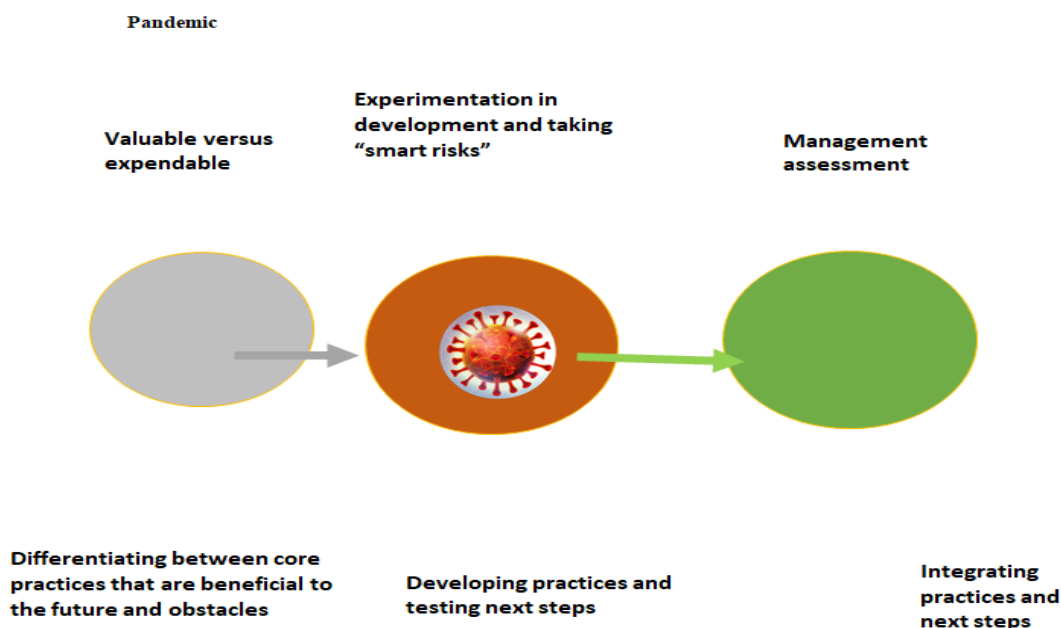 Pandemic
Experimentation in
development and taking
“smart risks”
Valuable versus
expendable
Management
assessment
Differentiating between core
practices that are beneficial to
the future and obstacles
Developing practices and
testing next steps
Integrating
practices and
next steps